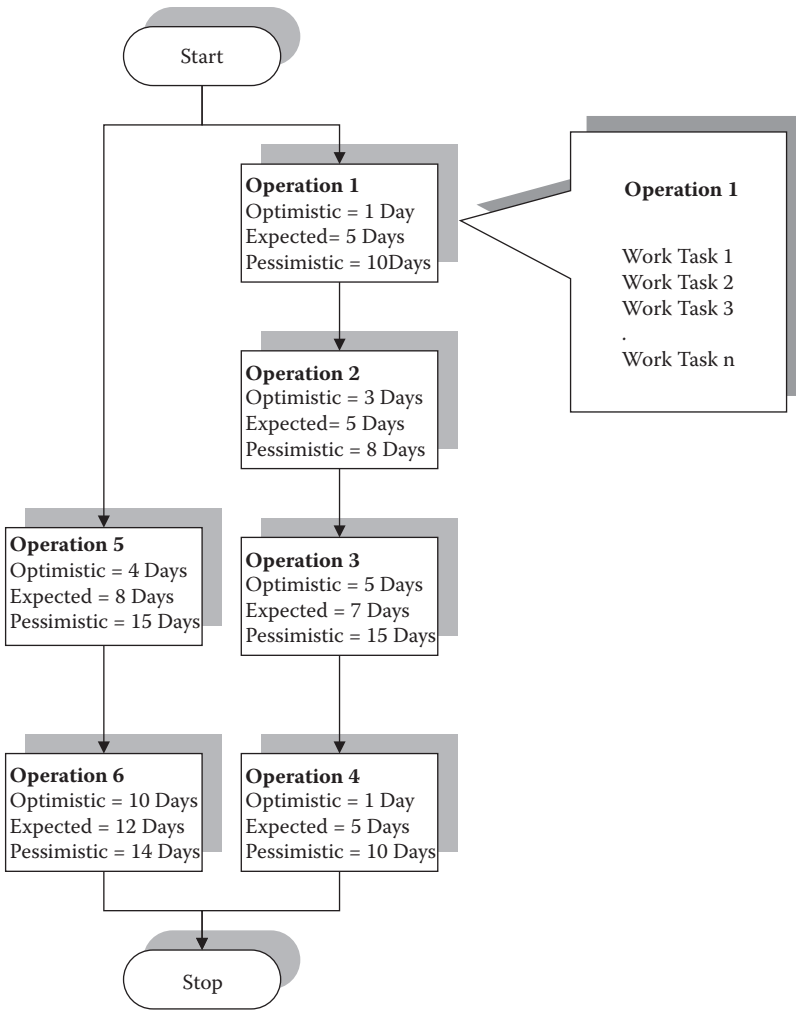 Start
Operation 1
Optimistic = 1 Day
Expected= 5 Days
Pessimistic = 10Days
Operation 1
Work Task 1
Work Task 2
Work Task 3
.
Work Task n
Operation 2
Optimistic = 3 Days
Expected= 5 Days
Pessimistic = 8 Days
Operation 5
Optimistic = 4 Days
Expected = 8 Days
Pessimistic = 15 Days
Operation 3
Optimistic = 5 Days
Expected = 7 Days
Pessimistic = 15 Days
Operation 6
Optimistic = 10 Days
Expected = 12 Days
Pessimistic = 14 Days
Operation 4
Optimistic = 1 Day
Expected = 5 Days
Pessimistic = 10 Days
Stop